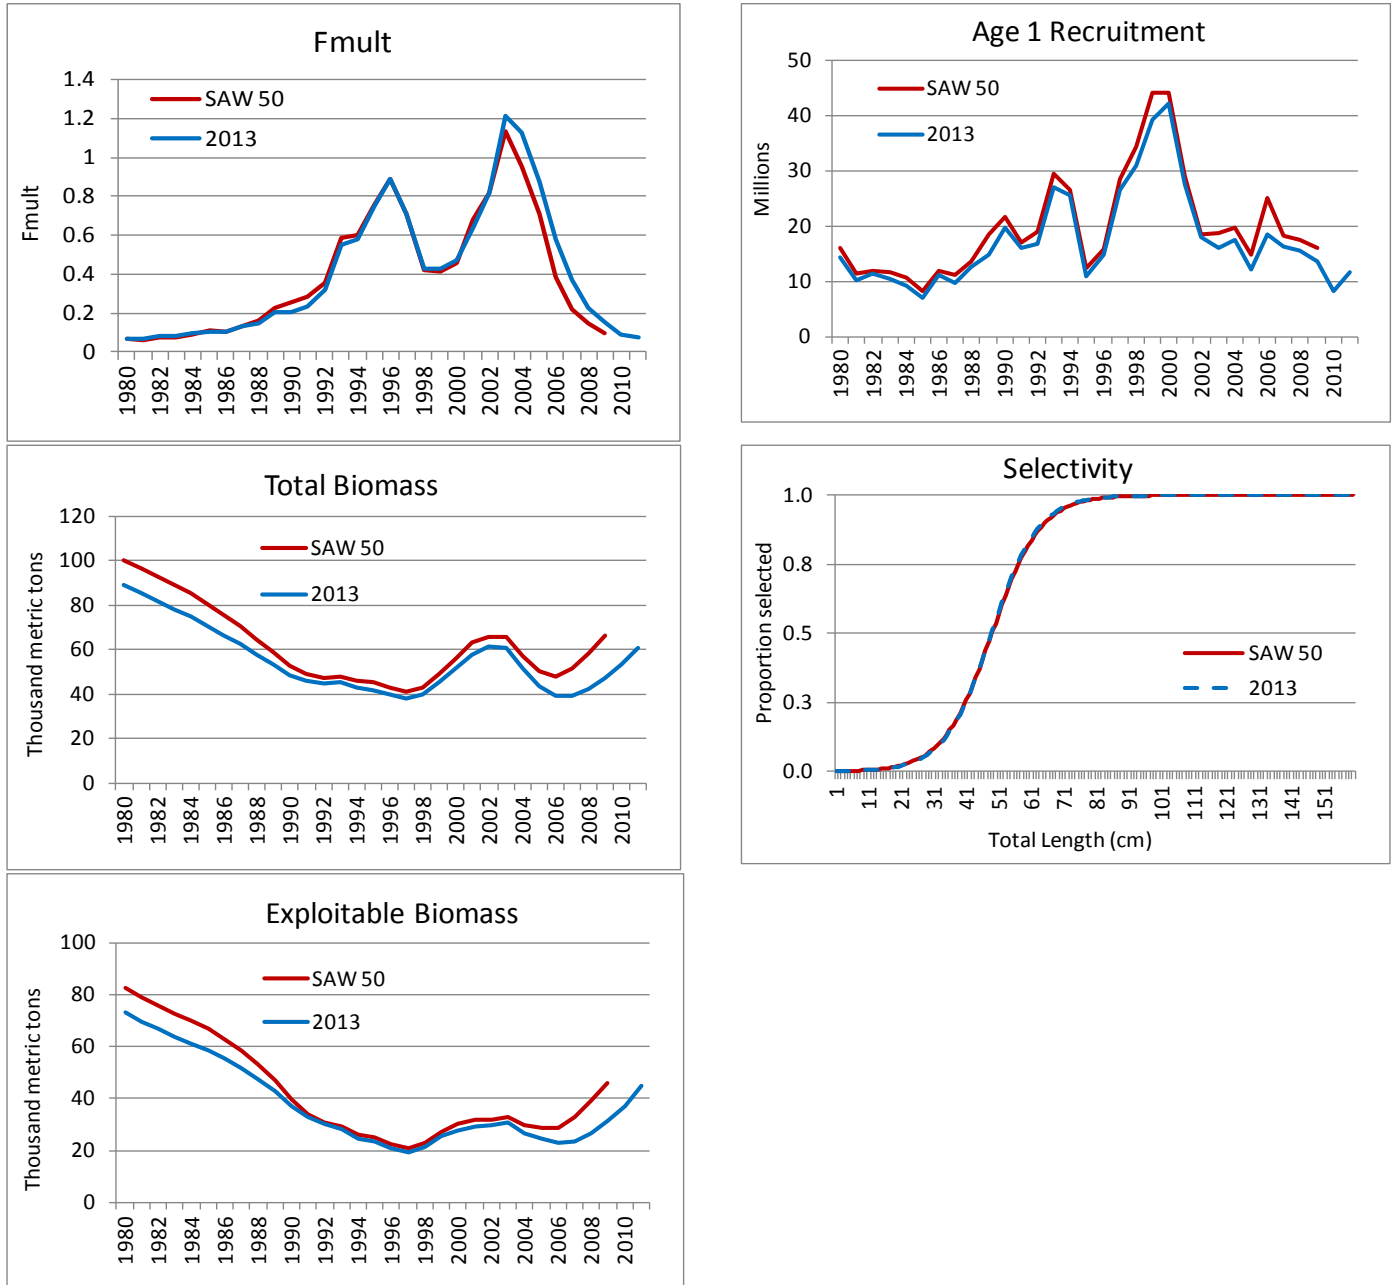 Fmult
Fmult
1.4
1.2
1
0.8
0.6
0.4
0.2
0
SAW 50
2013
1980 1982 1984 1986 1988 1990 1992 1994 1996 1998 2000 2002 2004 2006 2008 2010
Age 1 Recruitment
Millions
50
40
30
20
10
0
SAW 50
2013
1980 1982 1984 1986 1988 1990 1992 1994 1996 1998 2000 2002 2004 2006 2008 2010
Total Biomass
Thousand metric tons
120
100
80
60
40
20
0
SAW 50
2013
1980 1982 1984 1986 1988 1990 1992 1994 1996 1998 2000 2002 2004 2006 2008 2010
Selectivity
Proportion selected
1.0
0.8
0.5
0.3
0.0
SAW 50
2013
1 11 21 31 41 51 61 71 81 91 101 111 121 131 141 151
Total Length (cm)
Exploitable Biomass
Thousand metric tons
100
80
60
40
20
0
SAW 50
2013
1980 1982 1984 1986 1988 1990 1992 1994 1996 1998 2000 2002 2004 2006 2008 2010